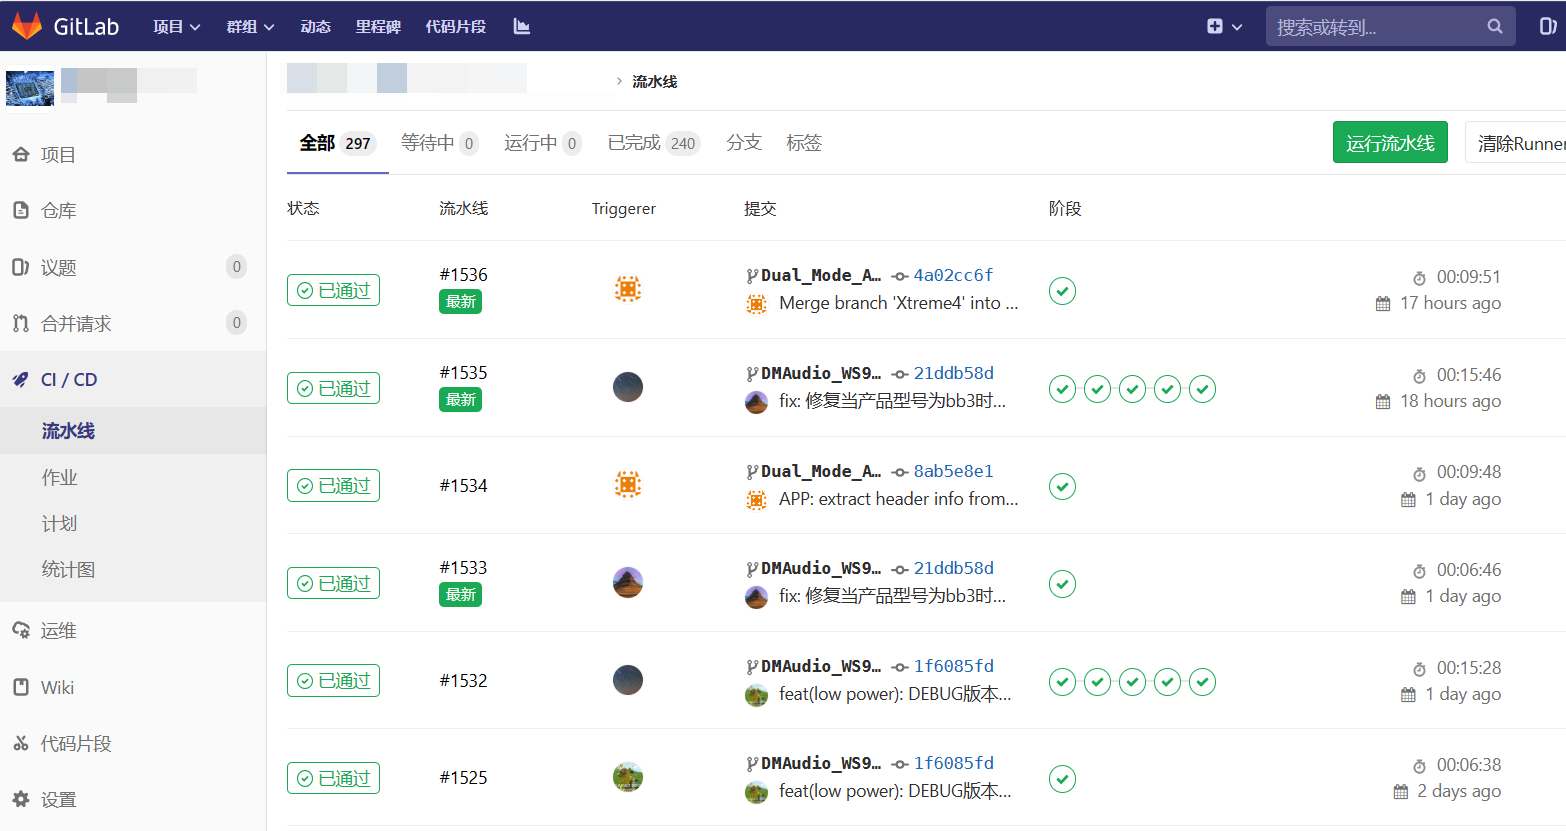 GitLab 项目 群组 动态 里程碑 代码片段 搜索或转到...
› 流水线
全部 297 等待中 0 运行中 0 已完成 240 分支 标签 运行流水线 清除Runner
项目
仓库
议题 0
合并请求 0
CI / CD
流水线
作业
计划
统计图
运维
Wiki
代码片段
设置
状态 流水线 Triggerer 提交 阶段
已通过 #1536 最新 Dual_Mode_A… 4a02cc6f 00:09:51
Merge branch 'Xtreme4' into ... 17 hours ago
已通过 #1535 最新 DMAudio_WS9… 21ddb58d 00:15:46
fix: 修复当产品型号为bb3时... 18 hours ago
已通过 #1534 Dual_Mode_A… 8ab5e8e1 00:09:48
APP: extract header info from... 1 day ago
已通过 #1533 最新 DMAudio_WS9… 21ddb58d 00:06:46
fix: 修复当产品型号为bb3时... 1 day ago
已通过 #1532 DMAudio_WS9… 1f6085fd 00:15:28
feat(low power): DEBUG版本... 1 day ago
已通过 #1525 DMAudio_WS9… 1f6085fd 00:06:38
feat(low power): DEBUG版本... 2 days ago